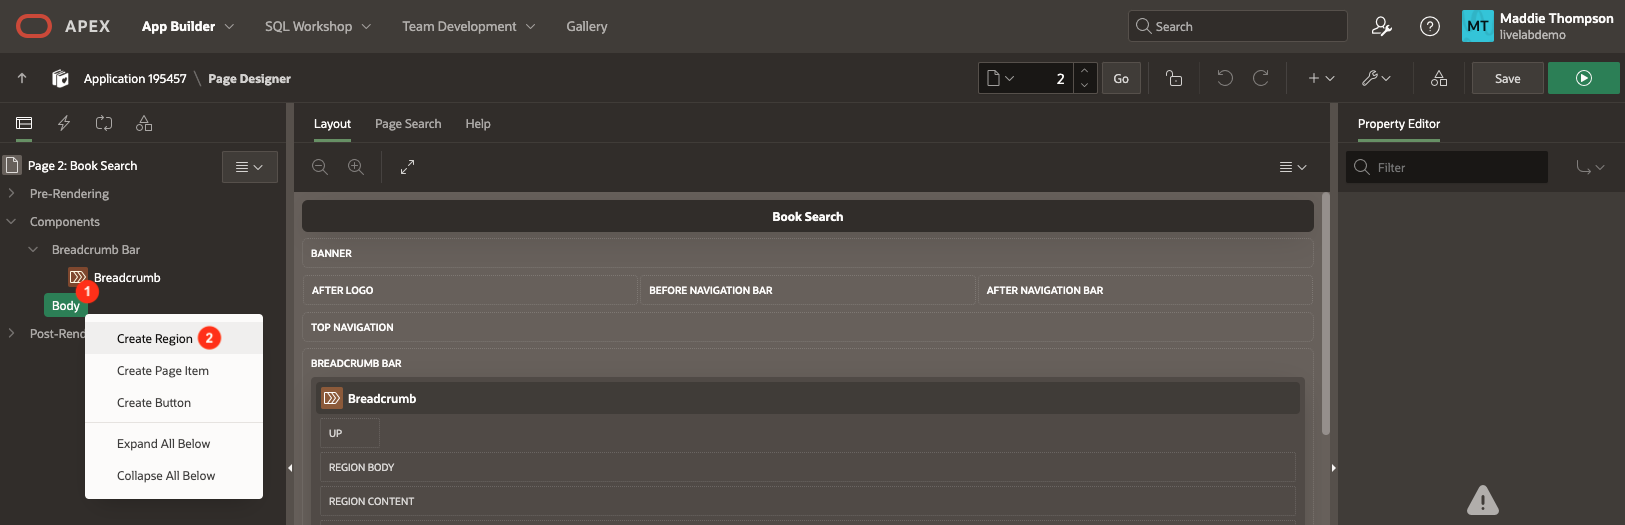 APEX App Builder SQL Workshop Team Development Gallery Search MT Maddie Thompson
livelabdemo
Application 195457 \ Page Designer 2 Go Save
Layout Page Search Help Property Editor
Page 2: Book Search
Filter
Pre-Rendering
Components
Breadcrumb Bar
Breadcrumb
Body 1
Post-Rend
Create Region 2
Create Page Item
Create Button
Expand All Below
Collapse All Below
Book Search
BANNER
AFTER LOGO BEFORE NAVIGATION BAR AFTER NAVIGATION BAR
TOP NAVIGATION
BREADCRUMB BAR
Breadcrumb
UP
REGION BODY
REGION CONTENT